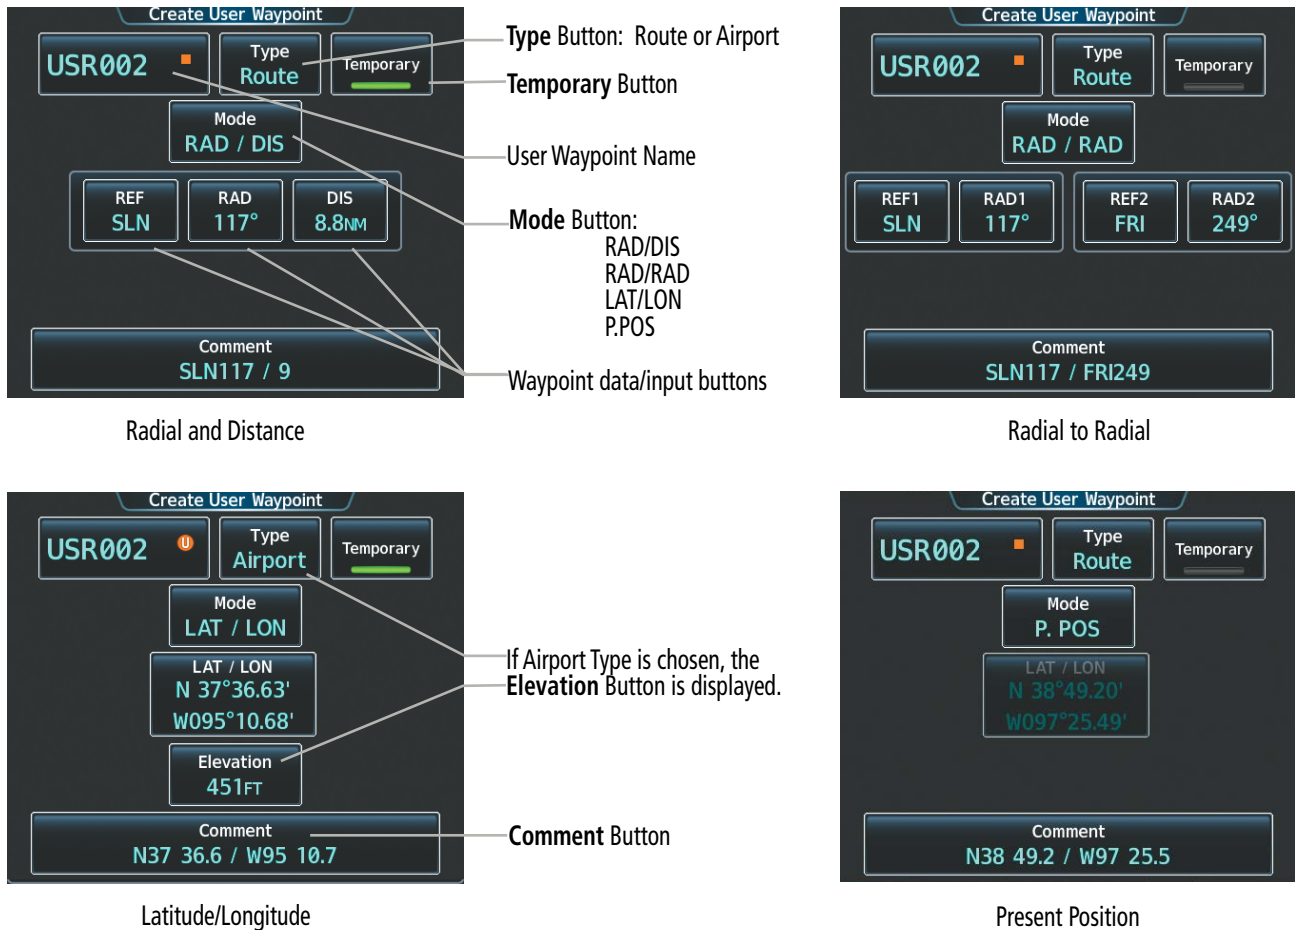 Create User Waypoint
USR002
Type
Route
Temporary
Mode
RAD / DIS
REF
SLN
RAD
117°
DIS
8.8NM
Comment
SLN117 / 9
Radial and Distance
Type Button: Route or Airport
Temporary Button
User Waypoint Name
Mode Button:
RAD/DIS
RAD/RAD
LAT/LON
P.POS
Waypoint data/input buttons
Create User Waypoint
USR002
Type
Route
Temporary
Mode
RAD / RAD
REF1
SLN
RAD1
117°
REF2
FRI
RAD2
249°
Comment
SLN117 / FRI249
Radial to Radial
Create User Waypoint
USR002
U
Type
Airport
Temporary
Mode
LAT / LON
LAT / LON
N 37°36.63'
W095°10.68'
Elevation
451FT
Comment
N37 36.6 / W95 10.7
Latitude/Longitude
If Airport Type is chosen, the
Elevation Button is displayed.
Comment Button
Create User Waypoint
USR002
Type
Route
Temporary
Mode
P. POS
LAT / LON
N 38°49.20'
W097°25.49'
Comment
N38 49.2 / W97 25.5
Present Position